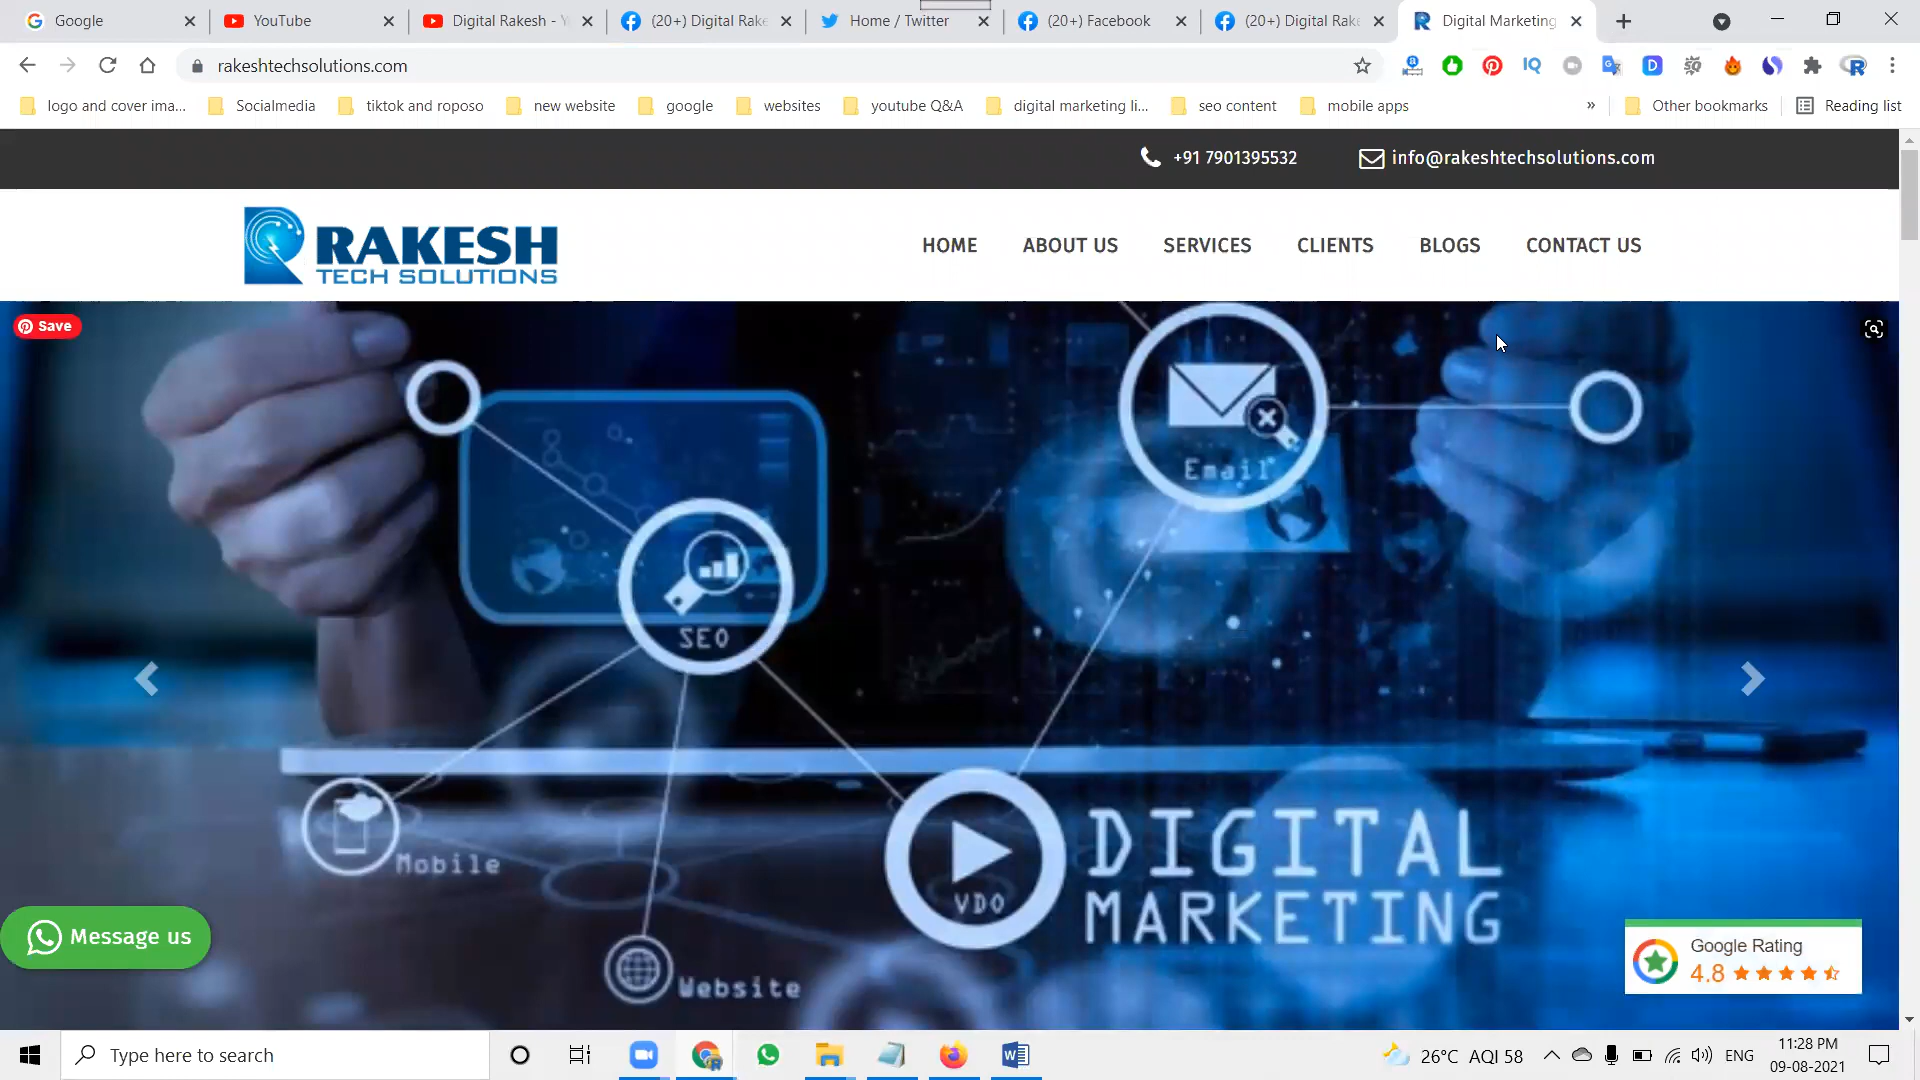 Google
YouTube
Digital Rakesh - Y
(20+) Digital Rake
Home / Twitter
(20+) Facebook
(20+) Digital Rake
Digital Marketing
rakeshtechsolutions.com
logo and cover ima...
Socialmedia
tiktok and roposo
new website
google
websites
youtube Q&A
digital marketing li...
seo content
mobile apps
»
Other bookmarks
Reading list
+91 7901395532
info@rakeshtechsolutions.com
RAKESH
TECH SOLUTIONS
HOME
ABOUT US
SERVICES
CLIENTS
BLOGS
CONTACT US
Save
Email
SEO
Mobile
VDO
DIGITAL
MARKETING
Website
Message us
Google Rating
4.8
Type here to search
26°C AQI 58
ENG
11:28 PM
09-08-2021